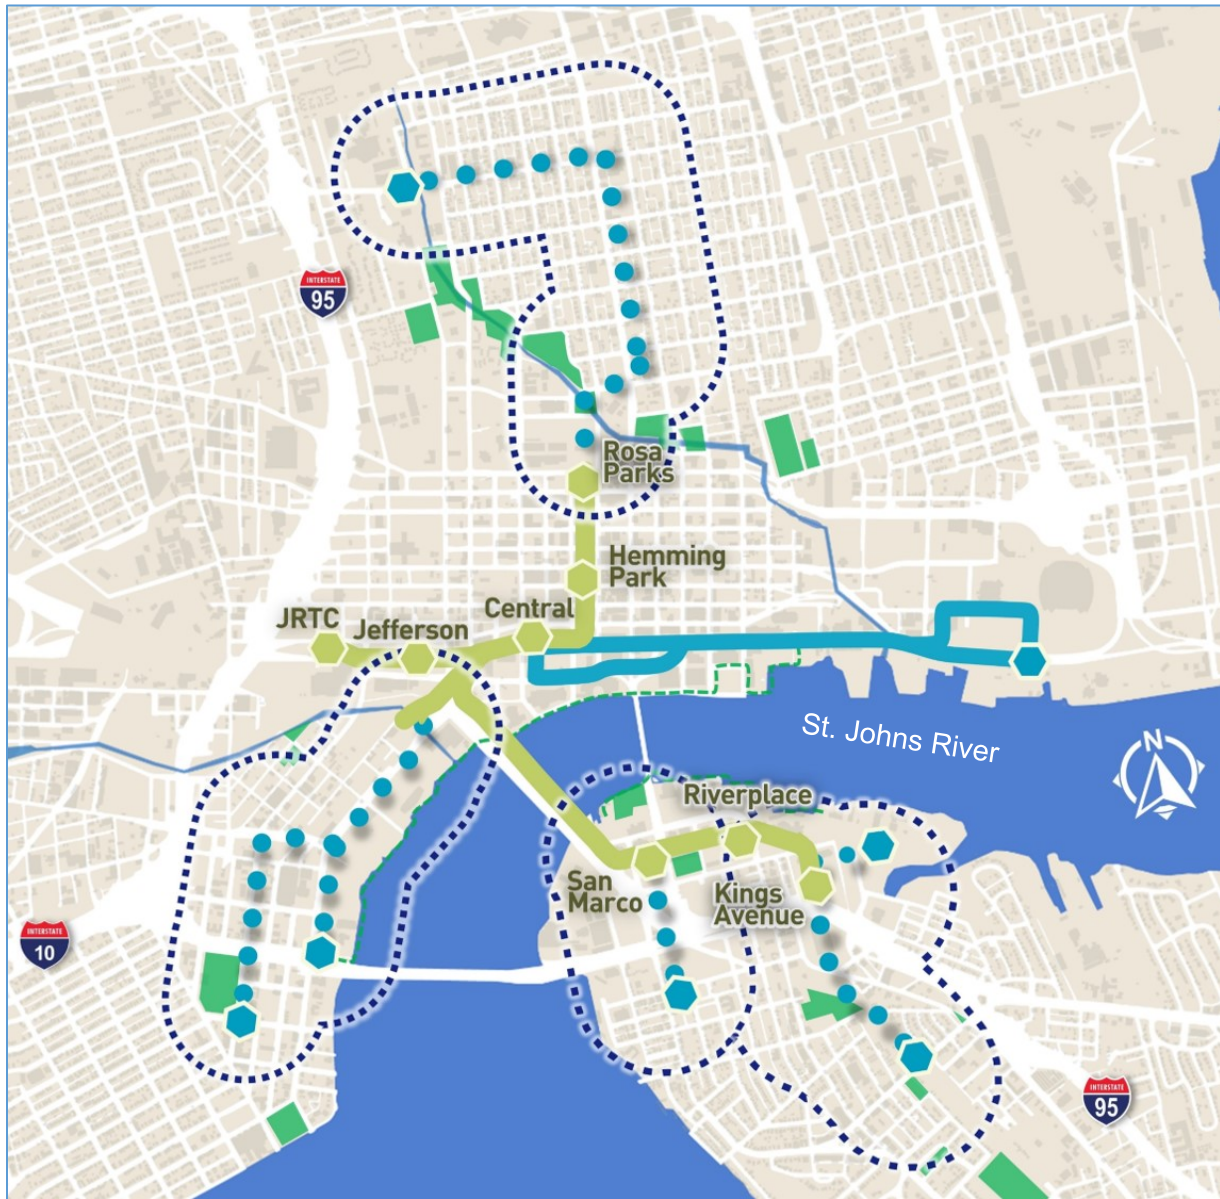 INTERSTATE
95
Rosa
Parks
Hemming
Park
Central
JRTC
Jefferson
St. Johns River
N
Riverplace
San
Marco
Kings
Avenue
INTERSTATE
10
INTERSTATE
95